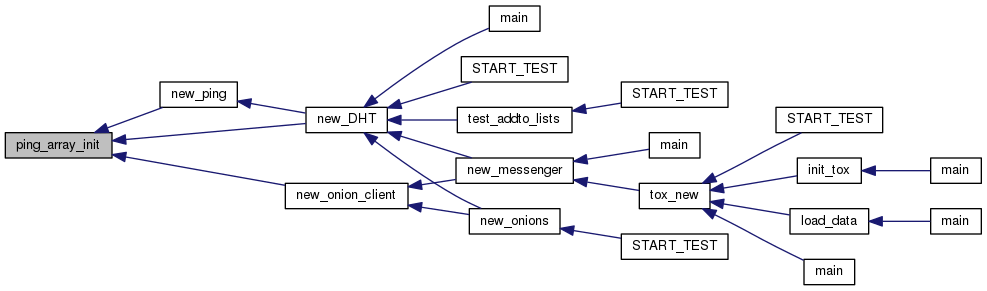 main
START_TEST
new_ping
START_TEST
new_DHT
test_addto_lists
START_TEST
ping_array_init
main
new_messenger
init_tox
main
new_onion_client
tox_new
new_onions
load_data
main
START_TEST
main